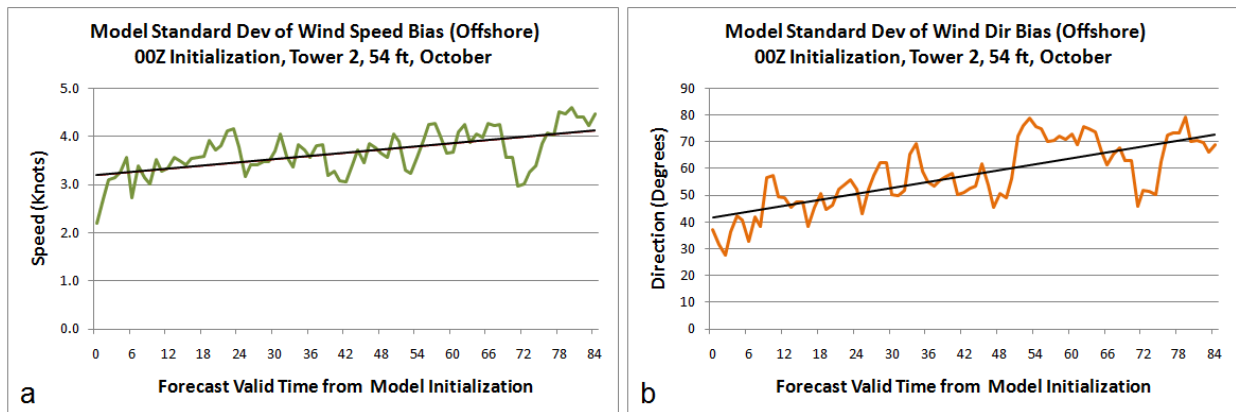 Model Standard Dev of Wind Speed Bias (Offshore)
00Z Initialization, Tower 2, 54 ft, October
Speed (Knots)
5.0
4.0
3.0
2.0
1.0
0.0
0 6 12 18 24 30 36 42 48 54 60 66 72 78 84
Forecast Valid Time from Model Initialization
a
Model Standard Dev of Wind Dir Bias (Offshore)
00Z Initialization, Tower 2, 54 ft, October
Direction (Degrees)
90
80
70
60
50
40
30
20
10
0
0 6 12 18 24 30 36 42 48 54 60 66 72 78 84
Forecast Valid Time from Model Initialization
b